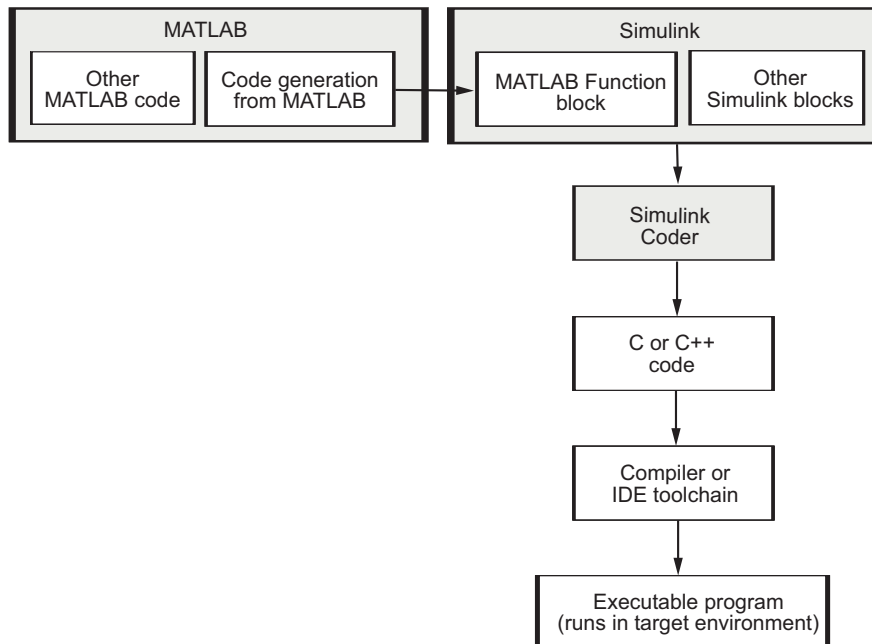 MATLAB
Other
MATLAB code
Code generation
from MATLAB
Simulink
MATLAB Function
block
Other
Simulink blocks
Simulink
Coder
C or C++
code
Compiler or
IDE toolchain
Executable program
(runs in target environment)